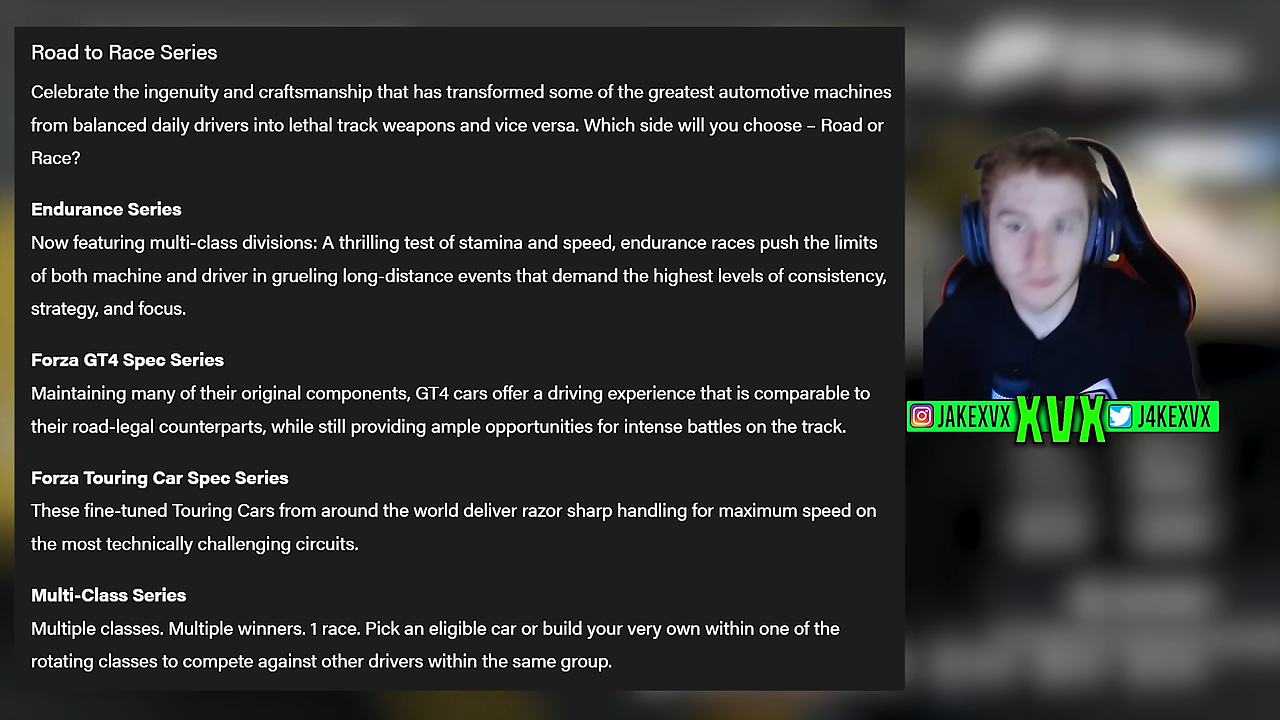 Road to Race Series
Celebrate the ingenuity and craftsmanship that has transformed some of the greatest automotive machines
from balanced daily drivers into lethal track weapons and vice versa. Which side will you choose – Road or
Race?
Endurance Series
Now featuring multi-class divisions: A thrilling test of stamina and speed, endurance races push the limits
of both machine and driver in grueling long-distance events that demand the highest levels of consistency,
strategy, and focus.
Forza GT4 Spec Series
Maintaining many of their original components, GT4 cars offer a driving experience that is comparable to
their road-legal counterparts, while still providing ample opportunities for intense battles on the track.
Forza Touring Car Spec Series
These fine-tuned Touring Cars from around the world deliver razor sharp handling for maximum speed on
the most technically challenging circuits.
Multi-Class Series
Multiple classes. Multiple winners. 1 race. Pick an eligible car or build your very own within one of the
rotating classes to compete against other drivers within the same group.
JAKEXVX XVX J4KEXVX